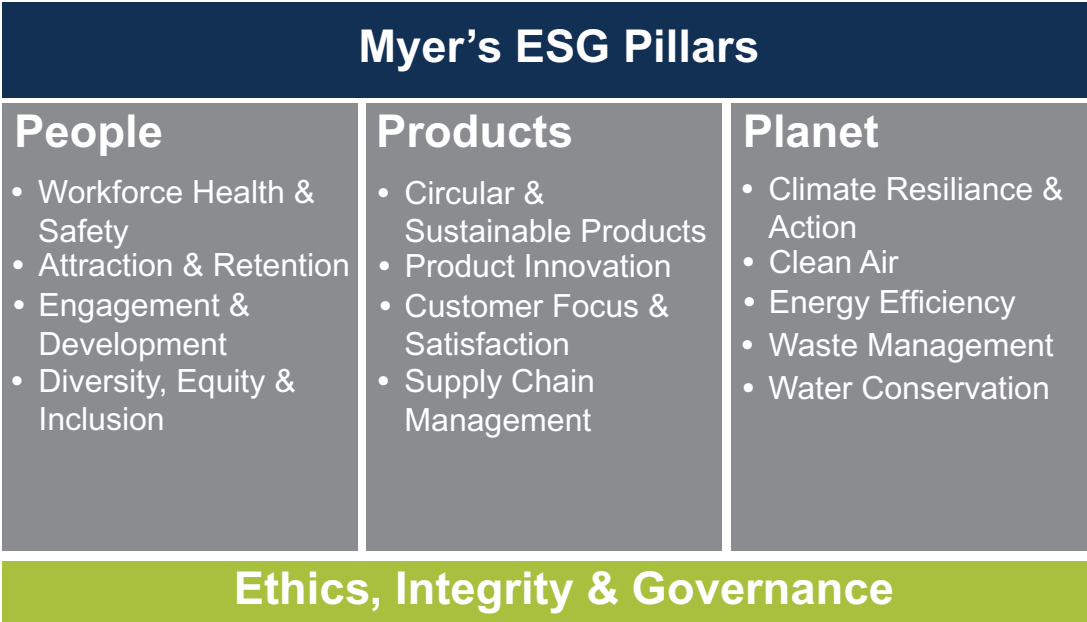 Myer’s ESG Pillars
People
• Workforce Health &
Safety
• Attraction & Retention
• Engagement &
Development
• Diversity, Equity &
Inclusion
Products
• Circular &
Sustainable Products
• Product Innovation
• Customer Focus &
Satisfaction
• Supply Chain
Management
Planet
• Climate Resiliance &
Action
• Clean Air
• Energy Efficiency
• Waste Management
• Water Conservation
Ethics, Integrity & Governance